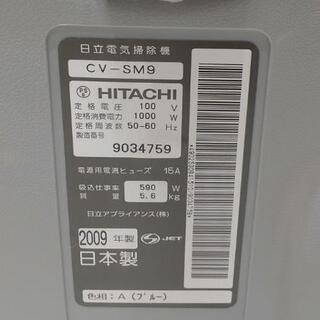 日立電気掃除機
CV-SM9
PS E HITACHI
定格電圧 100 V
定格消費電力 1000 W
定格周波数 50-60 Hz
製造番号
9034759
電源用電流ヒューズ 15A
吸込仕事率 590 W
質量 5.6 kg
日立アプライアンス(株)
2009 年製 S JET
日本製
色相:A(ブルー)